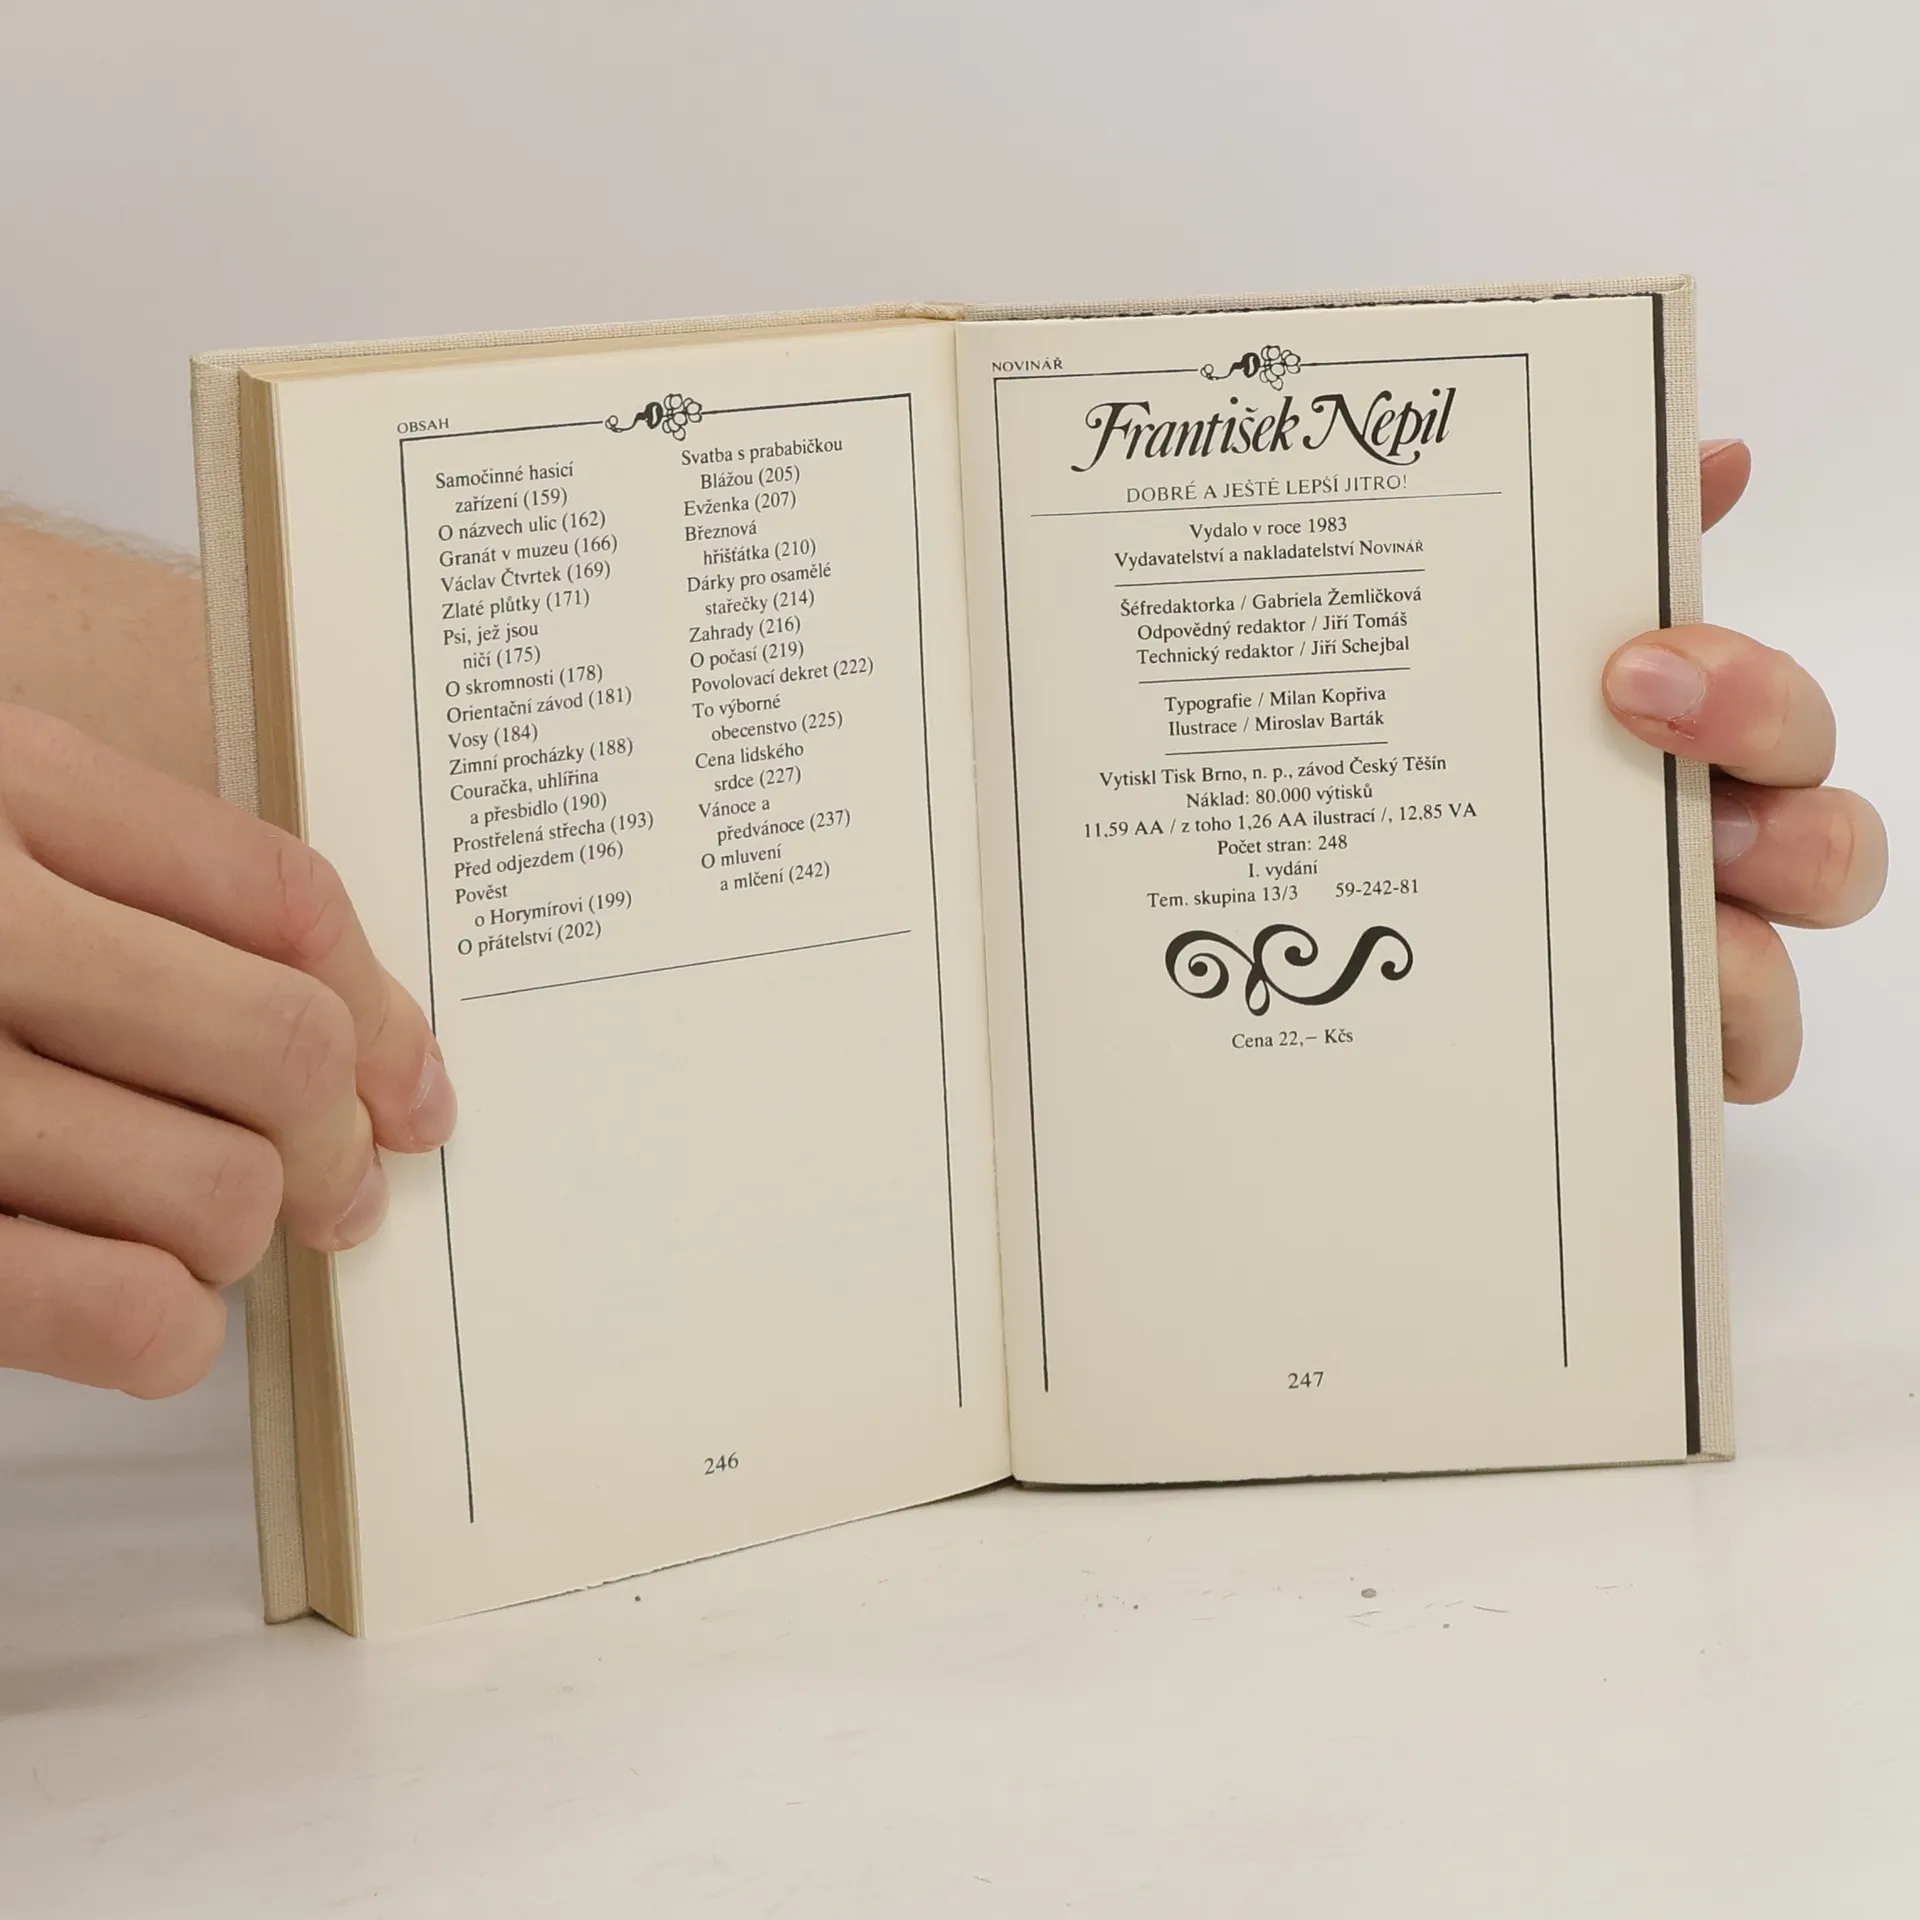 OBSAH
Samočinné hasicí
zařízení (159)
O názvech ulic (162)
Granát v muzeu (166)
Václav Čtvrtek (169)
Zlaté plůtky (171)
Psi, jež jsou
ničí (175)
O skromnosti (178)
Orientační závod (181)
Vosy (184)
Zimní procházky (188)
Couračka, uhlířina
a přesbidlo (190)
Prostřelená střecha (193)
Před odjezdem (196)
Pověst
o Horymírovi (199)
O přátelství (202)
Svatba s prababičkou
Blážou (205)
Evženka (207)
Březnová
hřišťátka (210)
Dárky pro osamělé
stařečky (214)
Zahrady (216)
O počasí (219)
Povolovací dekret (222)
To výborné
obecenstvo (225)
Cena lidského
srdce (227)
Vánoce a
předvánoce (237)
O mluvení
a mlčení (242)
246
NOVINÁŘ
František Nepil
DOBRÉ A JEŠTĚ LEPŠÍ JITRO!
Vydalo v roce 1983
Vydavatelství a nakladatelství NOVINÁŘ
Šéfredaktorka / Gabriela Žemličková
Odpovědný redaktor / Jiří Tomáš
Technický redaktor / Jiří Schejbal
Typografie / Milan Kopřiva
Ilustrace / Miroslav Barták
Vytiskl Tisk Brno, n. p., závod Český Těšín
Náklad: 80.000 výtisků
11,59 AA / z toho 1,26 AA ilustrací /, 12,85 VA
Počet stran: 248
I. vydání
Tem. skupina 13/3 59-242-81
Cena 22,– Kčs
247